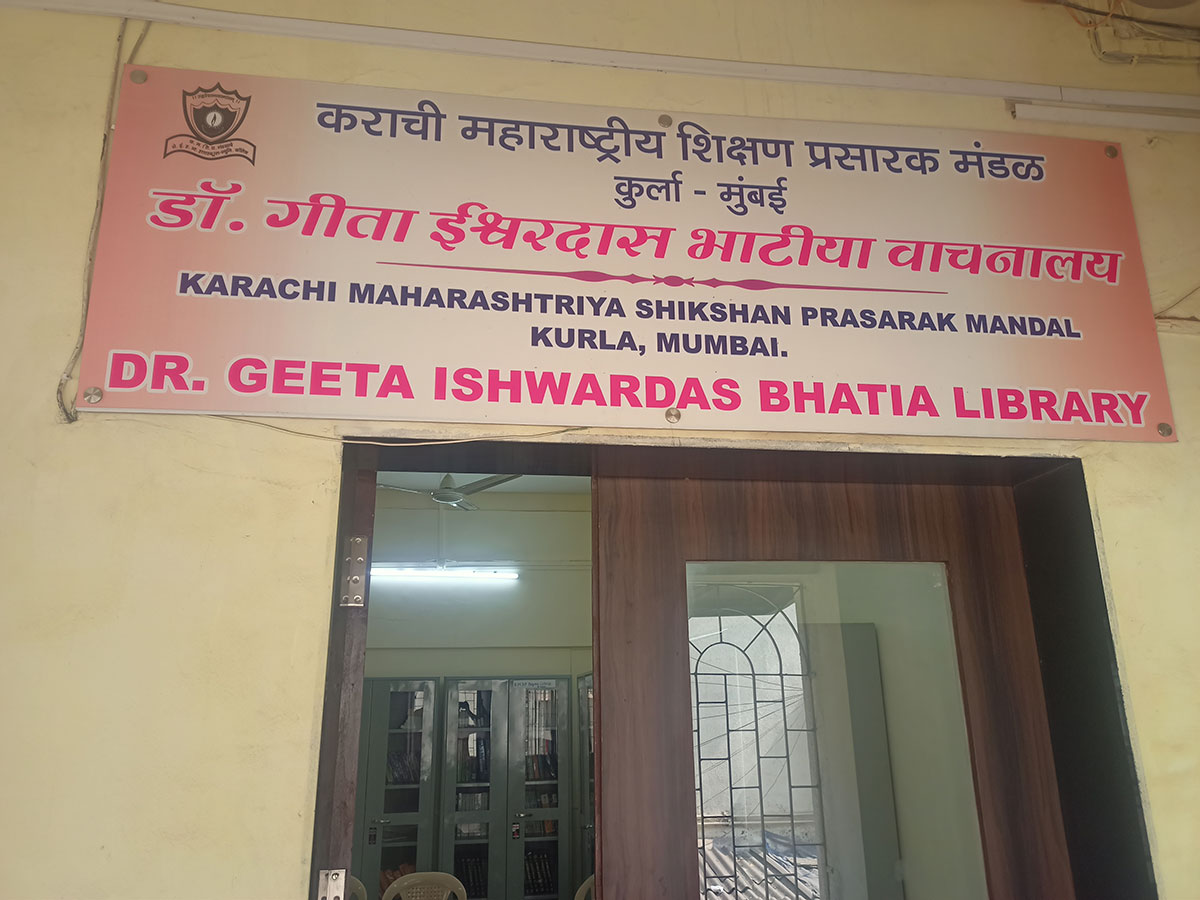 कराची महाराष्ट्रीय शिक्षण प्रसारक मंडळ
कुर्ला - मुंबई
डॉ. गीता ईश्वरदास भाटीया वाचनालय
KARACHI MAHARASHTRIYA SHIKSHAN PRASARAK MANDAL
KURLA, MUMBAI.
DR. GEETA ISHWARDAS BHATIA LIBRARY